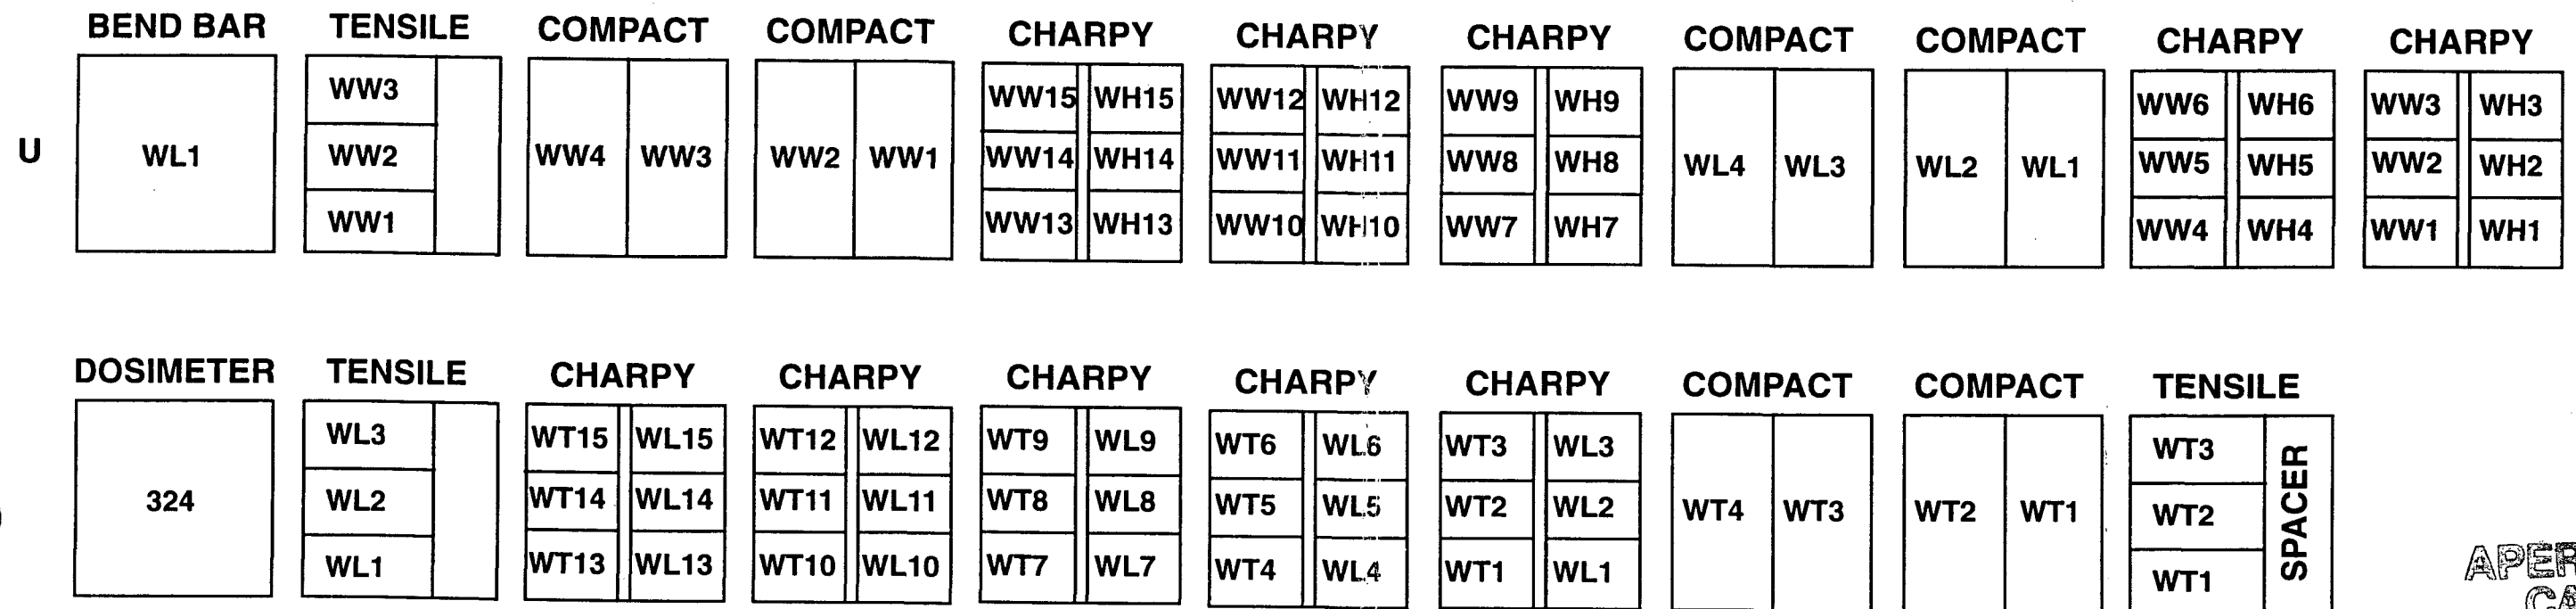 BEND BAR TENSILE COMPACT COMPACT CHARPY CHARPY CHARPY COMPACT COMPACT CHARPY CHARPY
WW3 WW15 WH15 WW12 WH12 WW9 WH9 WW6 WH6 WW3 WH3
U WL1 WW2 WW4 WW3 WW2 WW1 WW14 WH14 WW11 WH11 WW8 WH8 WL4 WL3 WL2 WL1 WW5 WH5 WW2 WH2
WW1 WW13 WH13 WW10 WH10 WW7 WH7 WW4 WH4 WW1 WH1
DOSIMETER TENSILE CHARPY CHARPY CHARPY CHARPY CHARPY COMPACT COMPACT TENSILE
WL3 WT15 WL15 WT12 WL12 WT9 WL9 WT6 WL6 WT3 WL3 WT3
324 WL2 WT14 WL14 WT11 WL11 WT8 WL8 WT5 WL5 WT2 WL2 WT4 WT3 WT2 WT1 WT2 SPACER
WL1 WT13 WL13 WT10 WL10 WT7 WL7 WT4 WL4 WT1 WL1 WT1